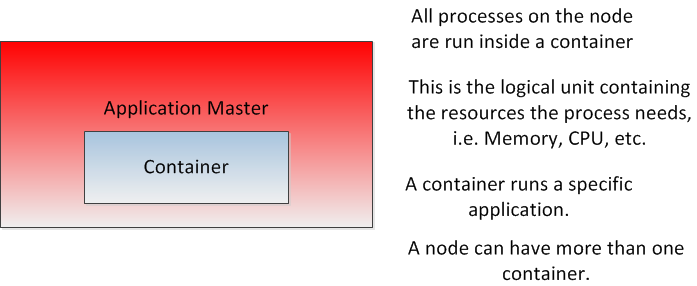 Application Master
Container
All processes on the node
are run inside a container
This is the logical unit containing
the resources the process needs,
i.e. Memory, CPU, etc.
A container runs a specific
application.
A node can have more than one
container.